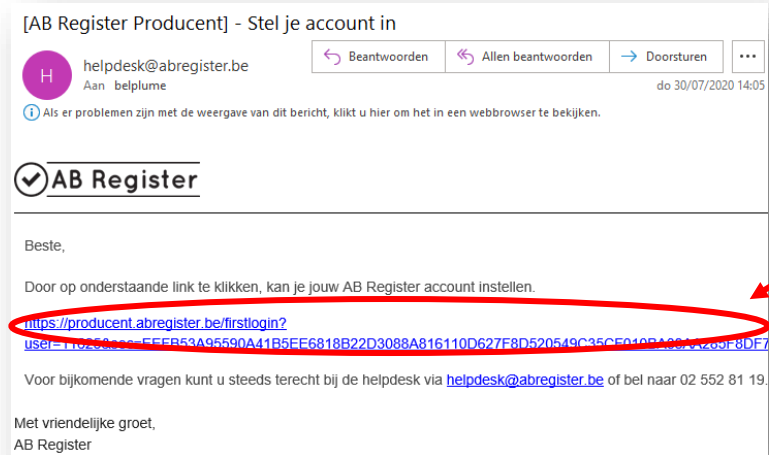 [AB Register Producent] - Stel je account in
H
helpdesk@abregister.be
Aan belplume
Beantwoorden
Allen beantwoorden
Doorsturen
do 30/07/2020 14:05
Als er problemen zijn met de weergave van dit bericht, klikt u hier om het in een webbrowser te bekijken.
AB Register
Beste,
Door op onderstaande link te klikken, kan je jouw AB Register account instellen.
https://producent.abregister.be/firstlogin?
Voor bijkomende vragen kunt u steeds terecht bij de helpdesk via helpdesk@abregister.be of bel naar 02 552 81 19.
Met vriendelijke groet,
AB Register